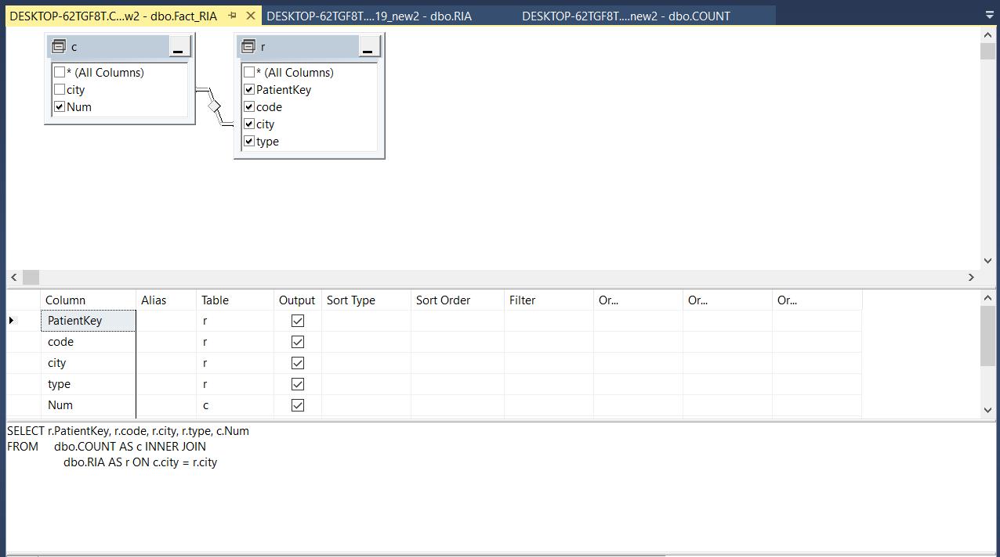 DESKTOP-62TGF8T.C...w2 - dbo.Fact_RIA DESKTOP-62TGF8T....19_new2 - dbo.RIA DESKTOP-62TGF8T....new2 - dbo.COUNT
c
* (All Columns)
city
Num
r
* (All Columns)
PatientKey
code
city
type
Column Alias Table Output Sort Type Sort Order Filter Or... Or... Or...
PatientKey r
code r
city r
type r
Num c
SELECT r.PatientKey, r.code, r.city, r.type, c.Num
FROM dbo.COUNT AS c INNER JOIN
dbo.RIA AS r ON c.city = r.city